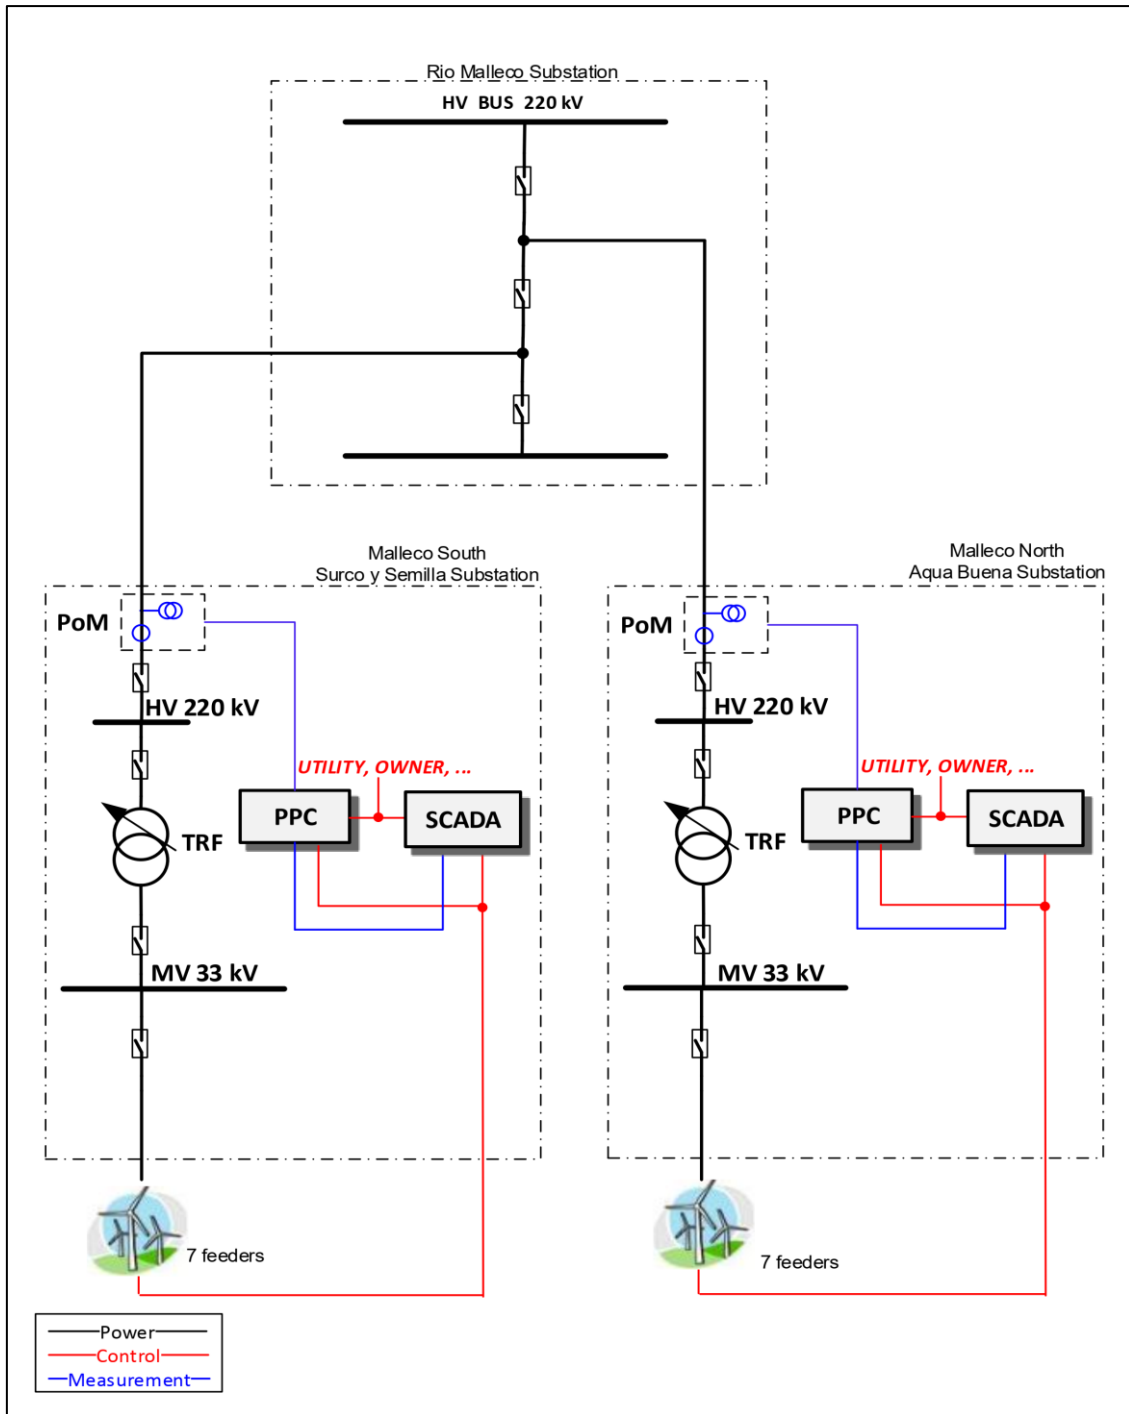 Rio Malleco Substation
HV BUS 220 kV
Malleco South
Surco y Semilla Substation
PoM
HV 220 kV
UTILITY, OWNER, ...
PPC
SCADA
TRF
MV 33 kV
7 feeders
Malleco North
Aqua Buena Substation
PoM
HV 220 kV
UTILITY, OWNER, ...
PPC
SCADA
TRF
MV 33 kV
7 feeders
Power
Control
Measurement